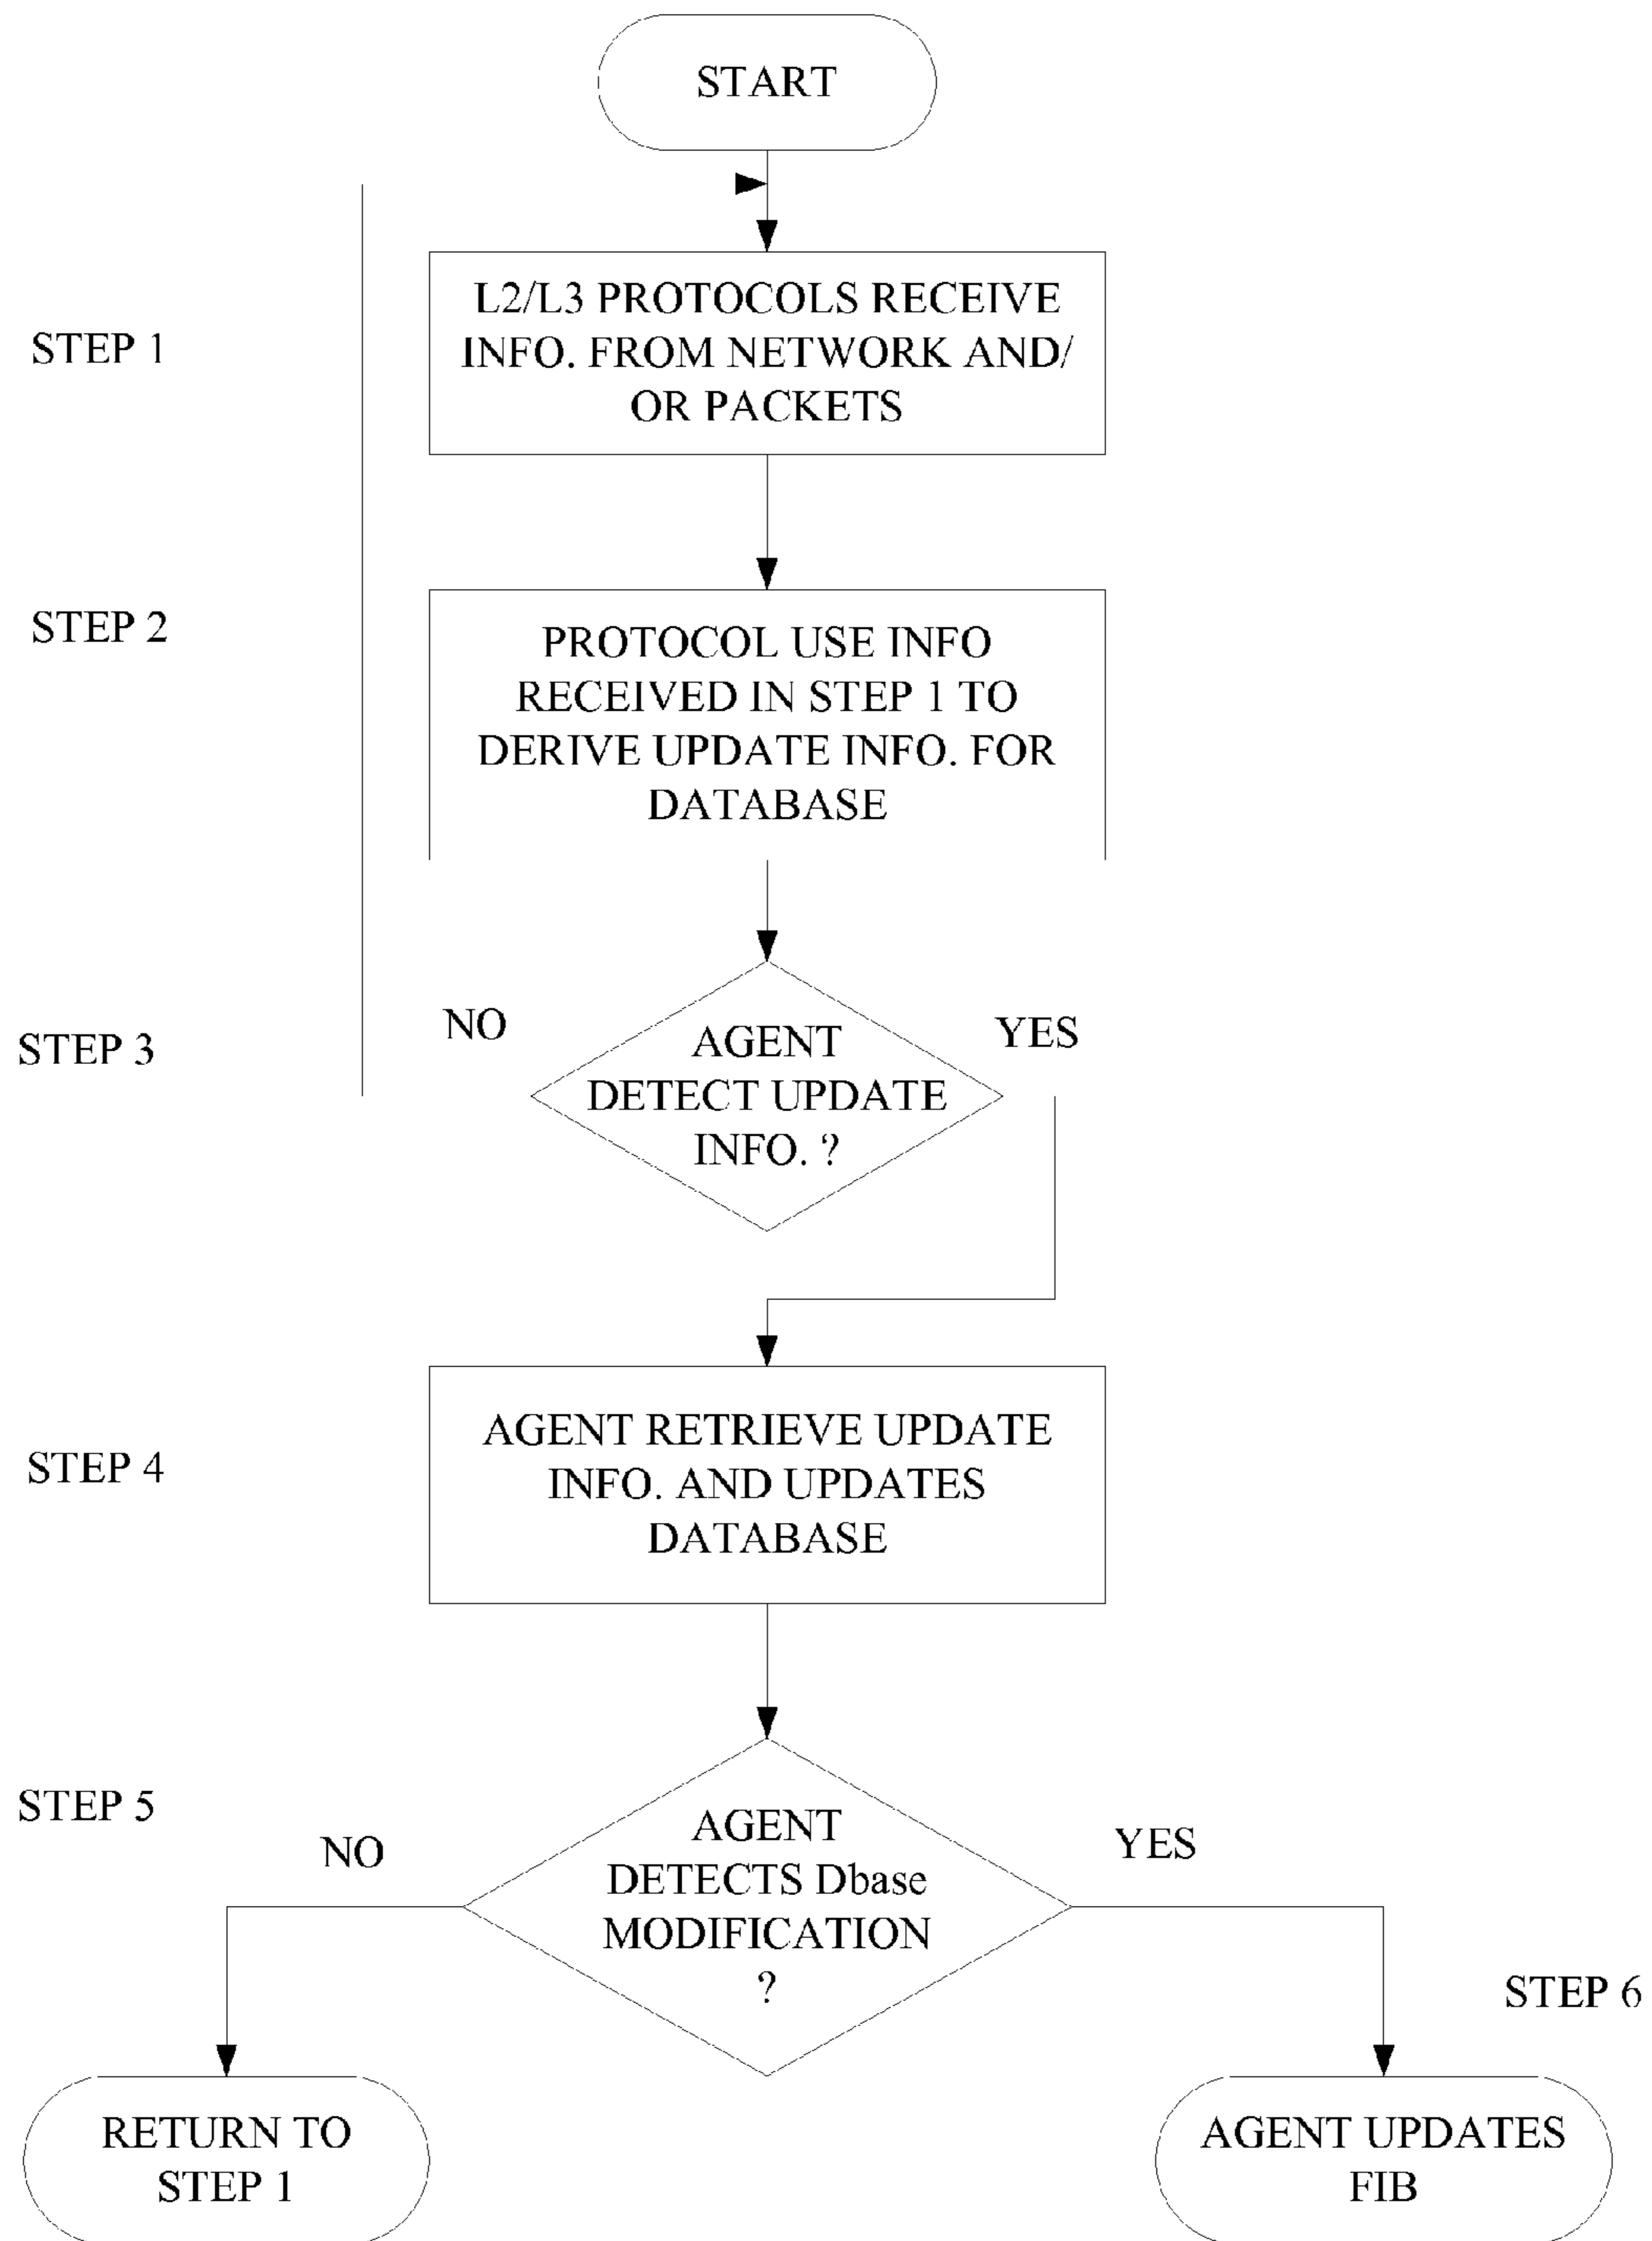 START
STEP 1
L2/L3 PROTOCOLS RECEIVE
INFO. FROM NETWORK AND/
OR PACKETS
STEP 2
PROTOCOL USE INFO
RECEIVED IN STEP 1 TO
DERIVE UPDATE INFO. FOR
DATABASE
STEP 3
NO
YES
AGENT
DETECT UPDATE
INFO. ?
STEP 4
AGENT RETRIEVE UPDATE
INFO. AND UPDATES
DATABASE
STEP 5
NO
YES
AGENT
DETECTS Dbase
MODIFICATION
?
STEP 6
RETURN TO
STEP 1
AGENT UPDATES
FIB